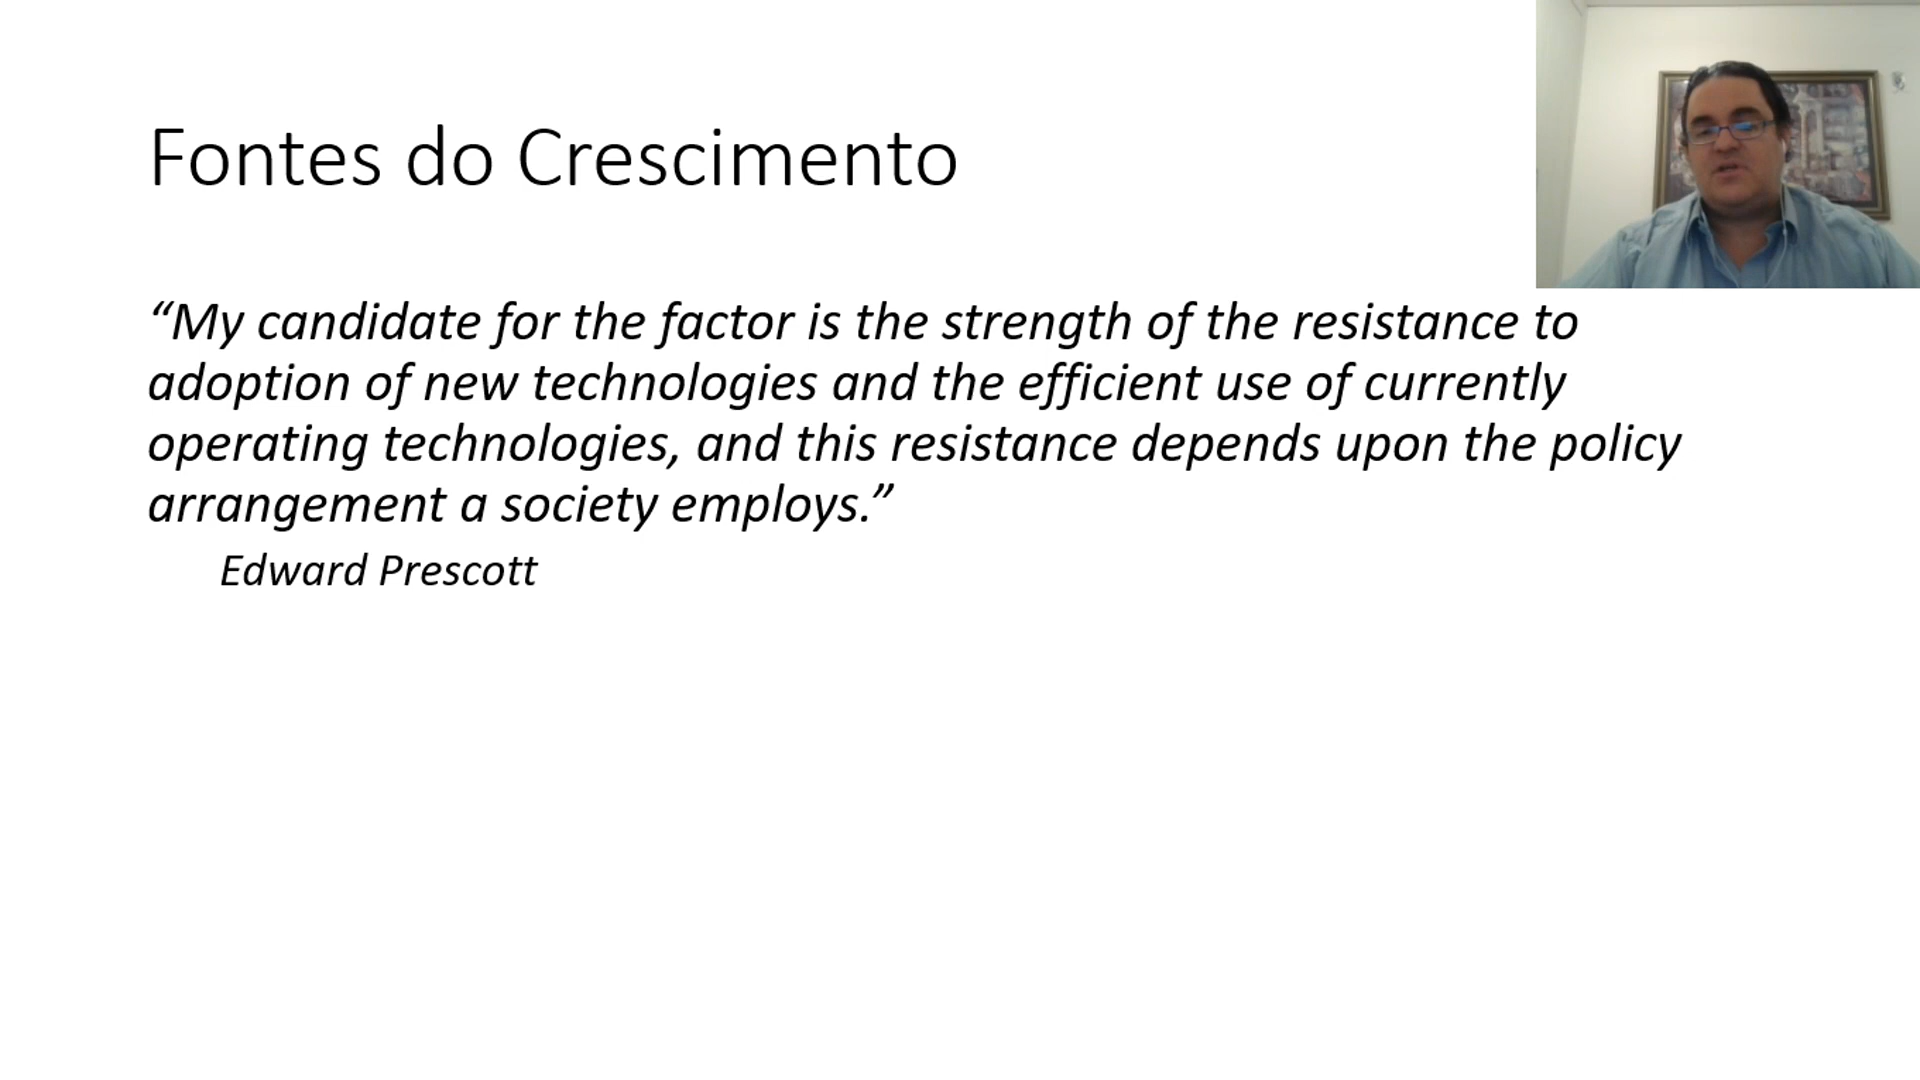 Fontes do Crescimento
“My candidate for the factor is the strength of the resistance to
adoption of new technologies and the efficient use of currently
operating technologies, and this resistance depends upon the policy
arrangement a society employs.”
Edward Prescott